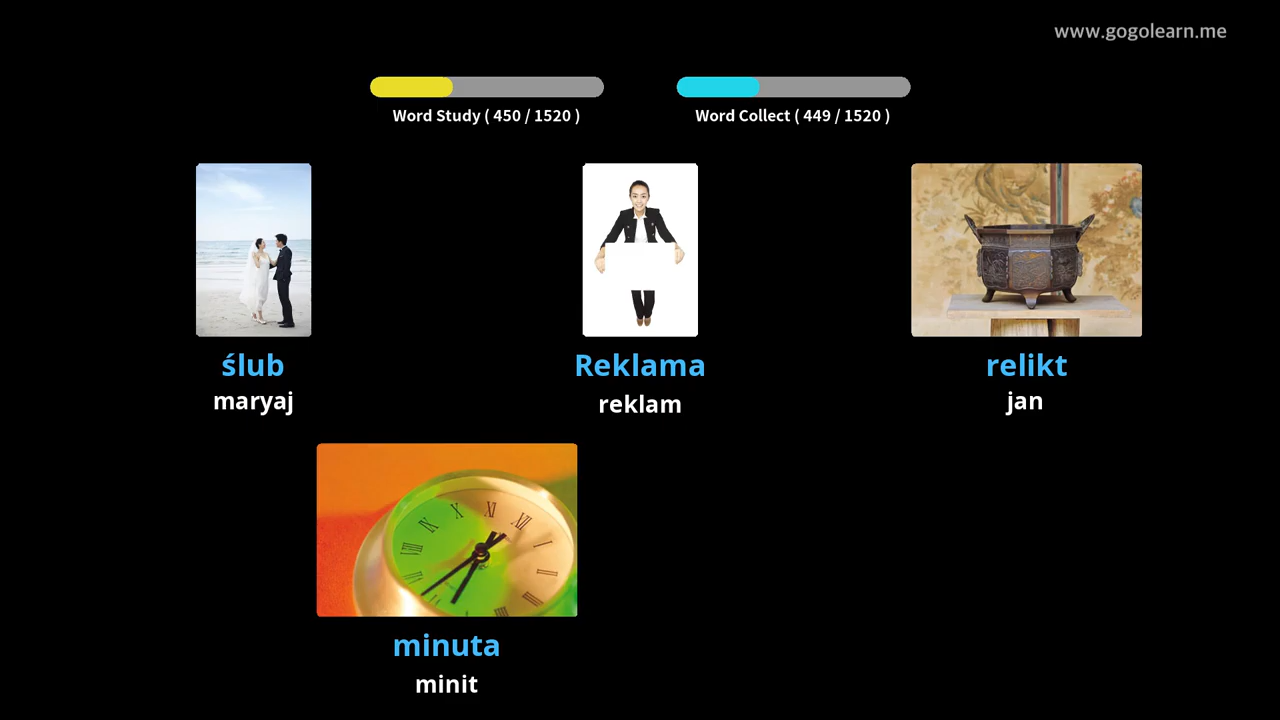 www.gogolearn.me
Word Study ( 450 / 1520 )
Word Collect ( 449 / 1520 )
ślub
maryaj
Reklama
reklam
relikt
jan
minuta
minit